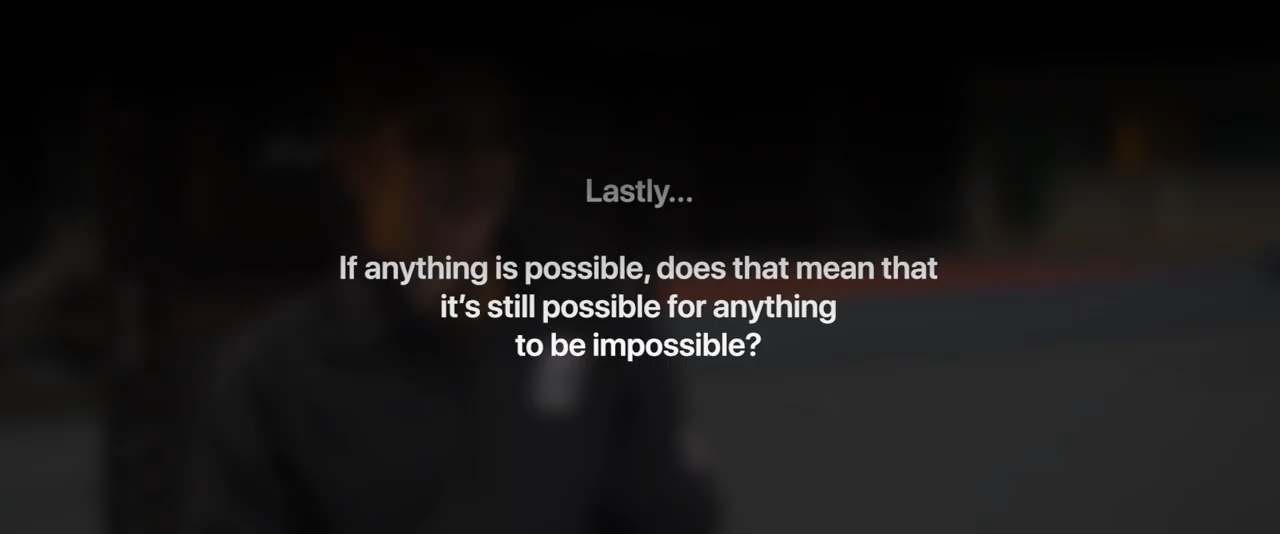 Lastly...
If anything is possible, does that mean that
it’s still possible for anything
to be impossible?